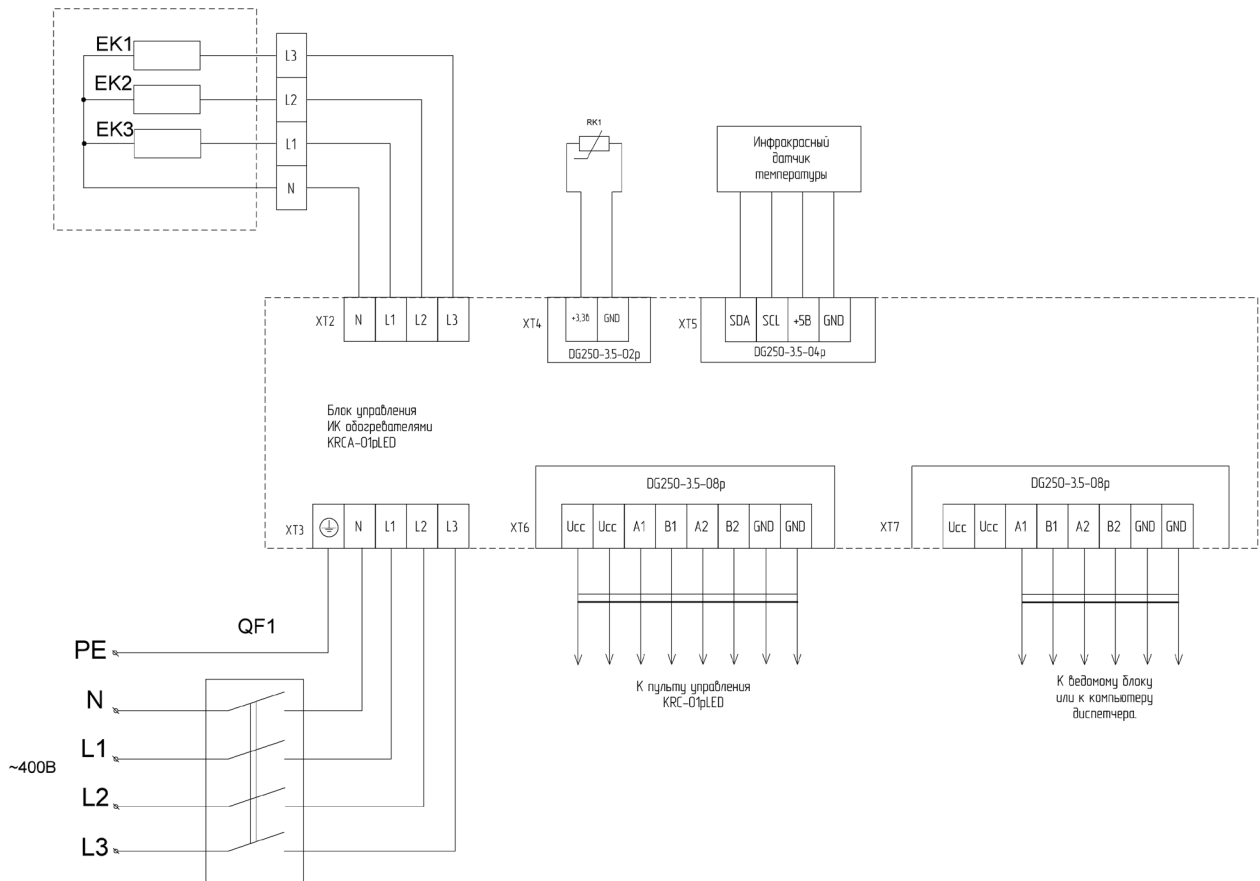 EK1
EK2
EK3
L3
L2
L1
N
RK1
Инфракрасный
датчик
температуры
XT2 N L1 L2 L3
XT4 +3,3В GND
DG250-3.5-02p
XT5 SDA SCL +5В GND
DG250-3.5-04p
Блок управления
ИК обогревателями
KRCA-01pLED
XT3 N L1 L2 L3
DG250-3.5-08p
XT6 Ucc Ucc A1 B1 A2 B2 GND GND
DG250-3.5-08p
XT7 Ucc Ucc A1 B1 A2 B2 GND GND
К пульту управления
KRC-01pLED
К ведомому блоку
или к компьютеру
диспетчера.
QF1
PE
N
L1
~400В
L2
L3